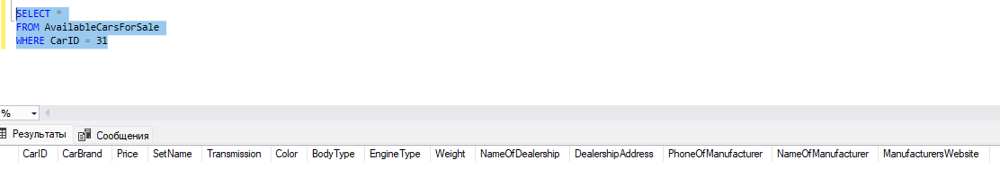 SELECT *
FROM AvailableCarsForSale
WHERE CarID = 31
%
Результаты Сообщения
CarID CarBrand Price SetName Transmission Color BodyType EngineType Weight NameOfDealership DealershipAddress PhoneOfManufacturer NameOfManufacturer ManufacturersWebsite